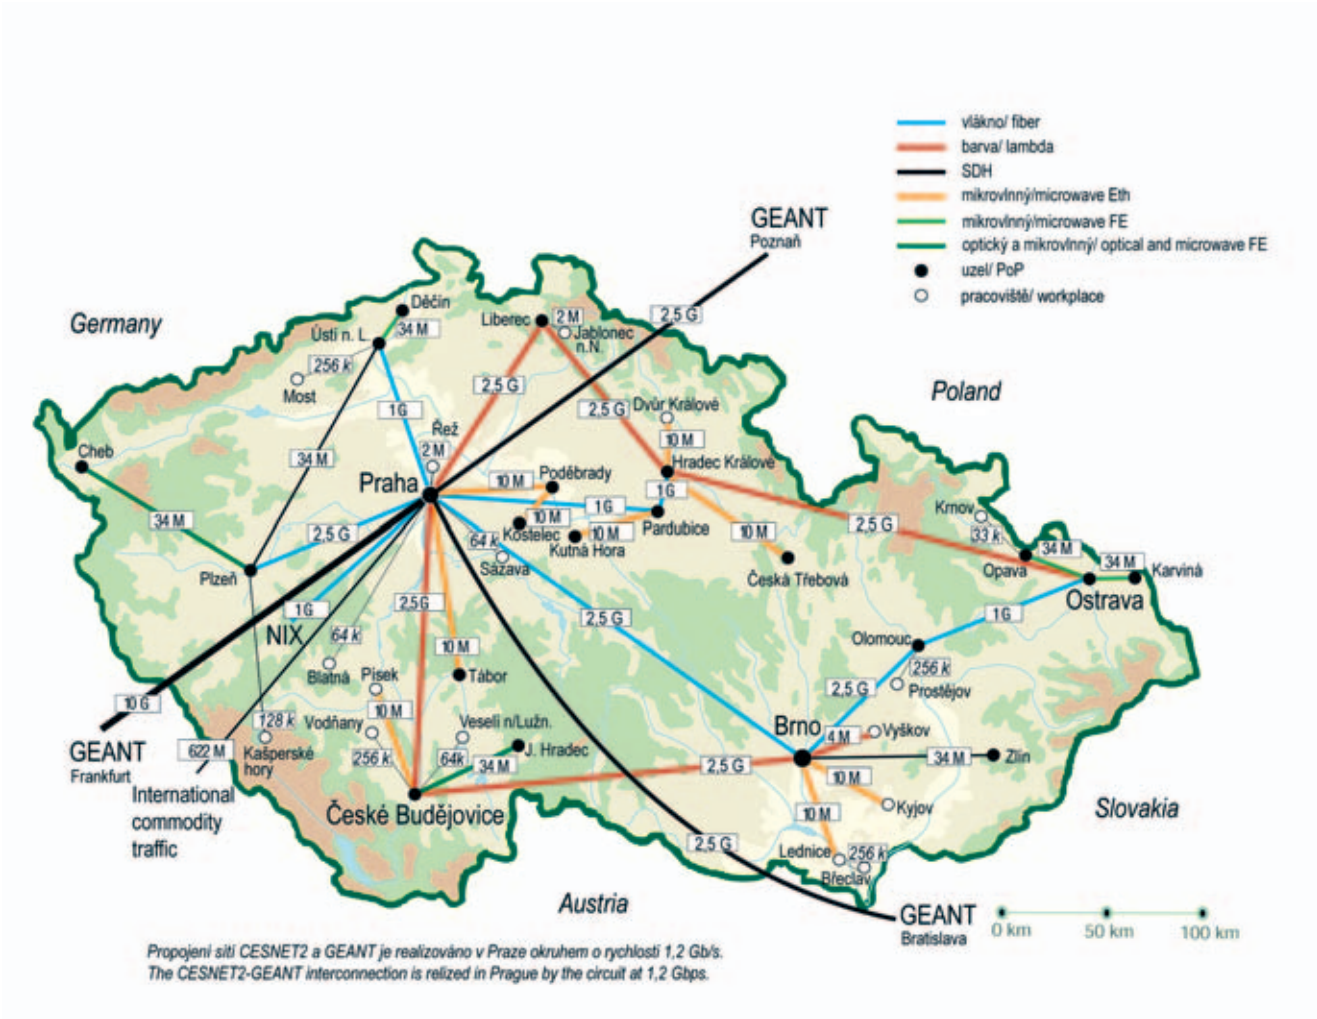 vlákno/ fiber
barva/ lambda
SDH
mikrovlnný/microwave Eth
mikrovlnný/microwave FE
optický a mikrovlnný/ optical and microwave FE
uzel/ PoP
pracoviště/ workplace
GEANT
Poznaň
Germany
Děčín
Liberec
2 M
2,5 G
Ústí n. L.
34 M
Jablonec
n.N.
256 k
Most
2,5 G
Poland
1 G
2,5 G
Dvůr Králové
Řež
10 M
2 M
Cheb
34 M
Hradec Králové
Praha
10 M
Poděbrady
1 G
1 G
Krnov
34 M
2,5 G
10 M
Kostelec
10 M
Pardubice
10 M
2,5 G
33 k
34 M
64 k
Kutná Hora
34 M
Karviná
Plzeň
Sázava
Česká Třebová
Opava
Ostrava
1 G
2,5 G
2,5 G
1 G
NIX
64 k
10 M
Olomouc
Blatná
Písek
Tábor
256 k
2,5 G
Prostějov
10 G
10 M
128 k
Vodňany
Veselí n/Lužn.
Brno
4 M
Vyškov
GEANT
Frankfurt
622 M
Kašperské
hory
256 k
64k
34 M
J. Hradec
2,5 G
34 M
Zlín
10 M
International
commodity
traffic
České Budějovice
10 M
Kyjov
Slovakia
2,5 G
Lednice
256 k
Břeclav
Austria
GEANT
Bratislava
0 km
50 km
100 km
Propojení sítí CESNET2 a GEANT je realizováno v Praze okruhem o rychlosti 1,2 Gb/s.
The CESNET2-GEANT interconnection is relized in Prague by the circuit at 1,2 Gbps.